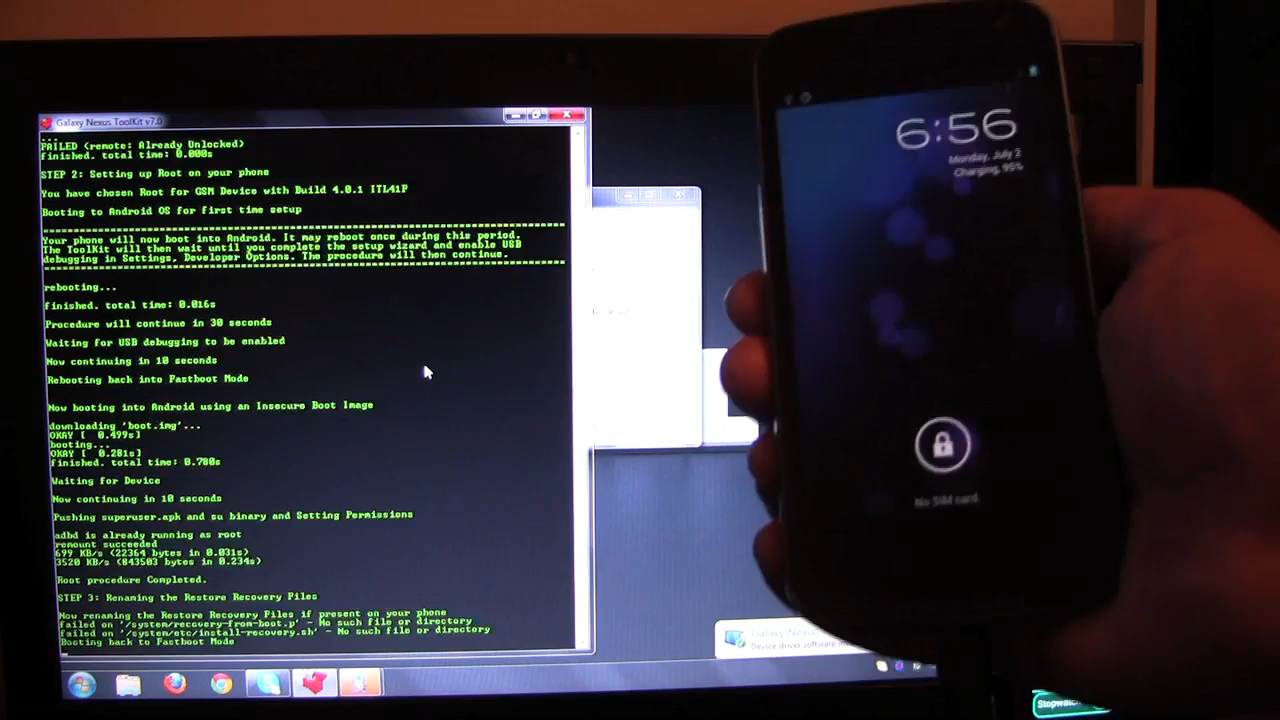 Galaxy Nexus ToolKit v7.0
...
FAILED (remote: Already Unlocked)
finished. total time: 0.000s
STEP 2: Setting up Root on your phone
You have chosen Root for GSM Device with Build 4.0.1 ITL41F
Booting to Android OS for first time setup
Your phone will now boot into Android. It may reboot once during this period.
The ToolKit will then wait until you complete the setup wizard and enable USB
debugging in Settings, Developer Options. The procedure will then continue.
rebooting...
finished. total time: 0.016s
Procedure will continue in 30 seconds
Waiting for USB debugging to be enabled
Now continuing in 10 seconds
Rebooting back into Fastboot Mode
Now booting into Android using an Insecure Boot Image
downloading 'boot.img'...
OKAY [ 0.499s]
booting...
OKAY [ 0.281s]
finished. total time: 0.780s
Waiting for Device
Now continuing in 10 seconds
Pushing superuser.apk and su binary and Setting Permissions
adbd is already running as root
remount succeeded
699 KB/s (22364 bytes in 0.031s)
3520 KB/s (843503 bytes in 0.234s)
Root procedure Completed.
STEP 3: Renaming the Restore Recovery Files
Now renaming the Restore Recovery Files if present on your phone
failed on '/system/recovery-from-boot.p' - No such file or directory
failed on '/system/etc/install-recovery.sh' - No such file or directory
Booting back to Fastboot Mode
6:56
Monday, July 2
Charging, 95%
No SIM card.
Galaxy Nexus
Device driver software
Stopwatch